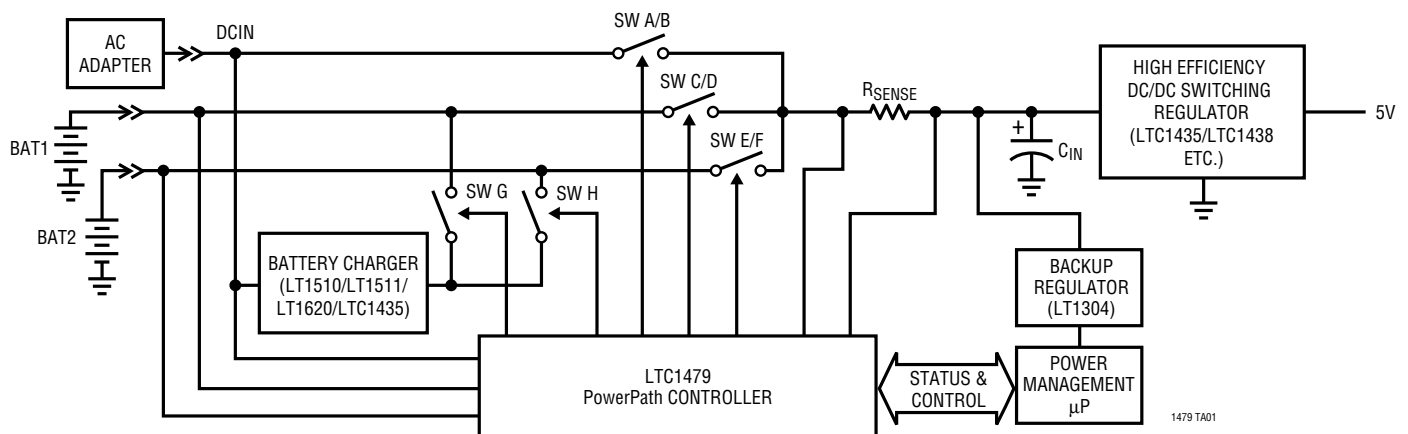 AC
ADAPTER
DCIN
SW A/B
BAT1
SW C/D
RSENSE
+
CIN
HIGH EFFICIENCY
DC/DC SWITCHING
REGULATOR
(LTC1435/LTC1438
ETC.)
5V
BAT2
SW E/F
SW G
SW H
BATTERY CHARGER
(LT1510/LT1511/
LT1620/LTC1435)
BACKUP
REGULATOR
(LT1304)
LTC1479
PowerPath CONTROLLER
STATUS &
CONTROL
POWER
MANAGEMENT
µP
1479 TA01